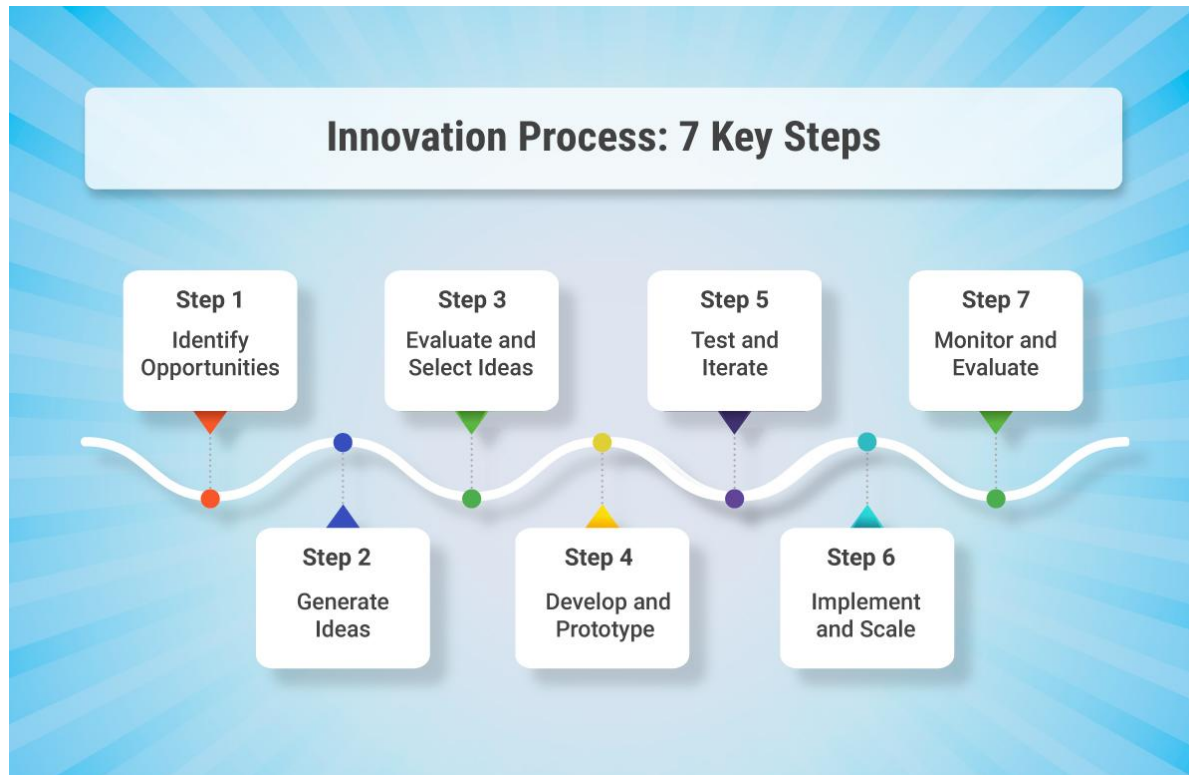 Innovation Process: 7 Key Steps
Step 1
Identify
Opportunities
Step 2
Generate
Ideas
Step 3
Evaluate and
Select Ideas
Step 4
Develop and
Prototype
Step 5
Test and
Iterate
Step 6
Implement
and Scale
Step 7
Monitor and
Evaluate